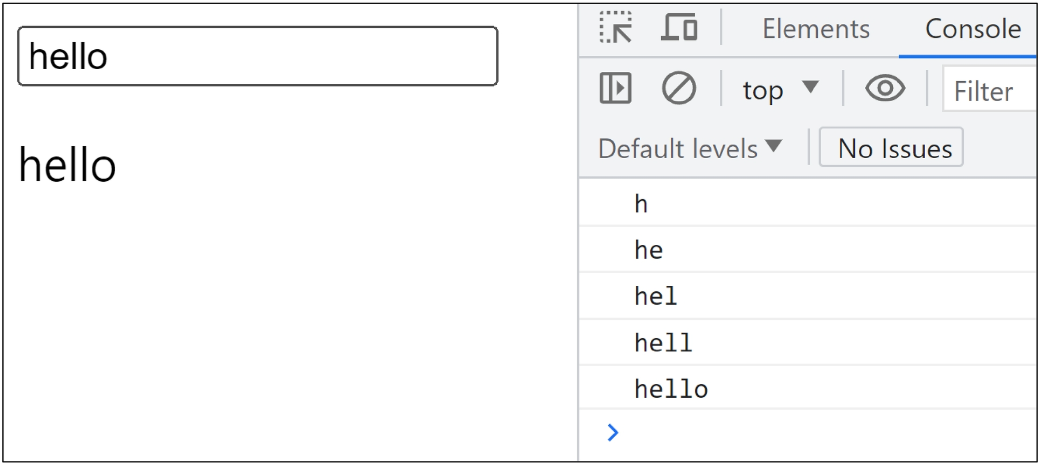 hello
hello
Elements Console
top Filter
Default levels No Issues
h
he
hel
hell
hello